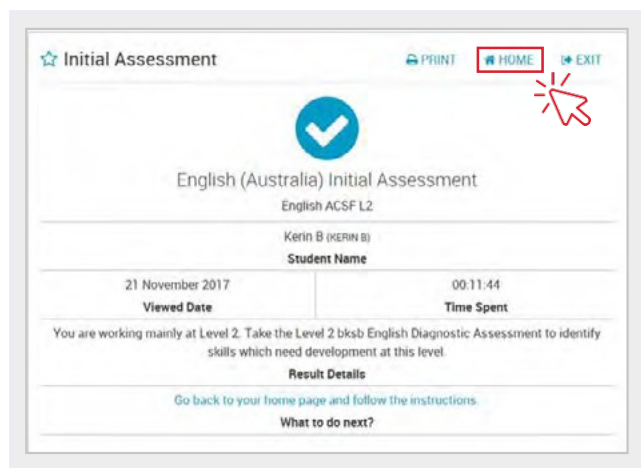 Initial Assessment PRINT HOME EXIT
English (Australia) Initial Assessment
English ACSF L2
Kerin B (KERIN B)
Student Name
21 November 2017 00:11:44
Viewed Date Time Spent
You are working mainly at Level 2. Take the Level 2 bksb English Diagnostic Assessment to identify
skills which need development at this level.
Result Details
Go back to your home page and follow the instructions.
What to do next?